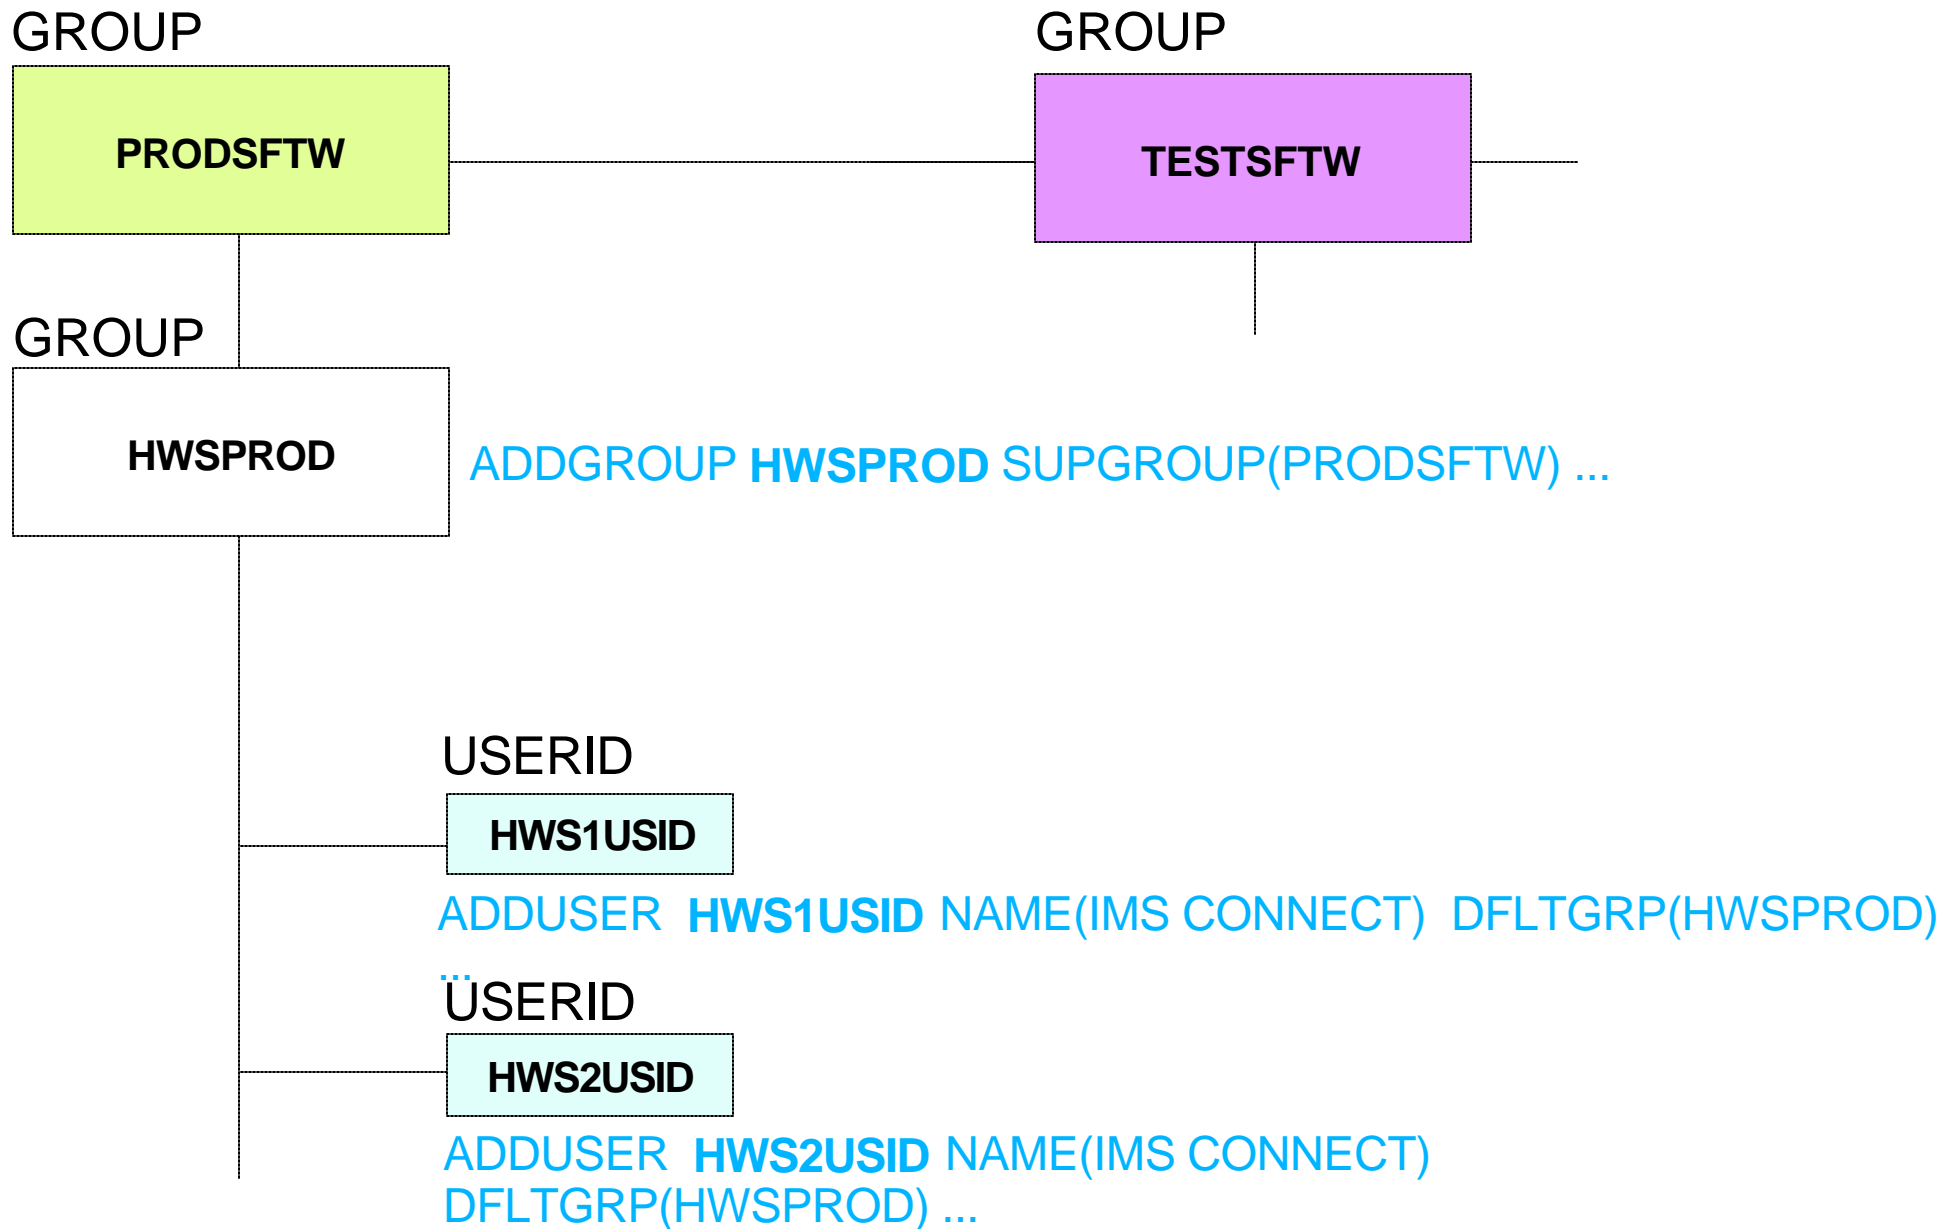 GROUP
GROUP
PRODSFTW
TESTSFTW
GROUP
HWSPROD
ADDGROUP HWSPROD SUPGROUP(PRODSFTW) ...
USERID
HWS1USID
ADDUSER HWS1USID NAME(IMS CONNECT) DFLTGRP(HWSPROD)
...
USERID
HWS2USID
ADDUSER HWS2USID NAME(IMS CONNECT)
DFLTGRP(HWSPROD) ...